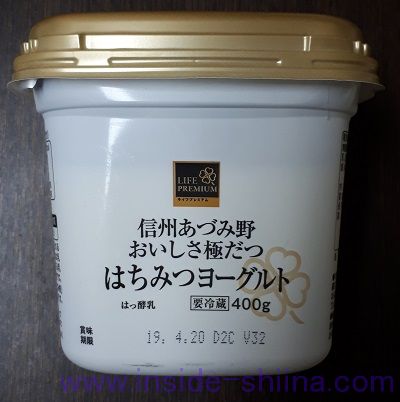 LIFE
PREMIUM
ライフプレミアム
信州あづみ野
おいしさ極だつ
はちみつヨーグルト
はっ酵乳
要冷蔵 400g
賞味
期限
19. 4.20 D2C V32
www.inside-shiina.com